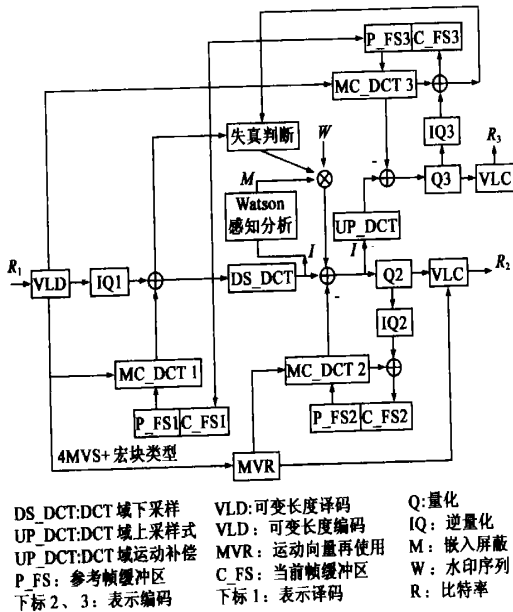 P_FS3 C_FS3
MC_DCT 3
失真判断
W
IQ3
R₃
M
Watson
感知分析
Q3
VLC
UP_DCT
I
I
R₁
VLD
IQ1
DS_DCT
Q2
VLC
R₂
IQ2
MC_DCT 1
MC_DCT 2
P_FS1 C_FS1
P_FS2 C_FS2
4MVS+宏块类型
MVR
-
-
DS_DCT:DCT 域下采样 VLD:可变长度译码 Q:量化
UP_DCT:DCT 域上采样式 VLD：可变长度编码 IQ：逆量化
UP_DCT:DCT 域运动补偿 MVR：运动向量再使用 M：嵌入屏蔽
P_FS：参考帧缓冲区 C_FS：当前帧缓冲区 W：水印序列
下标 2、3：表示编码 下标 1：表示译码 R：比特率